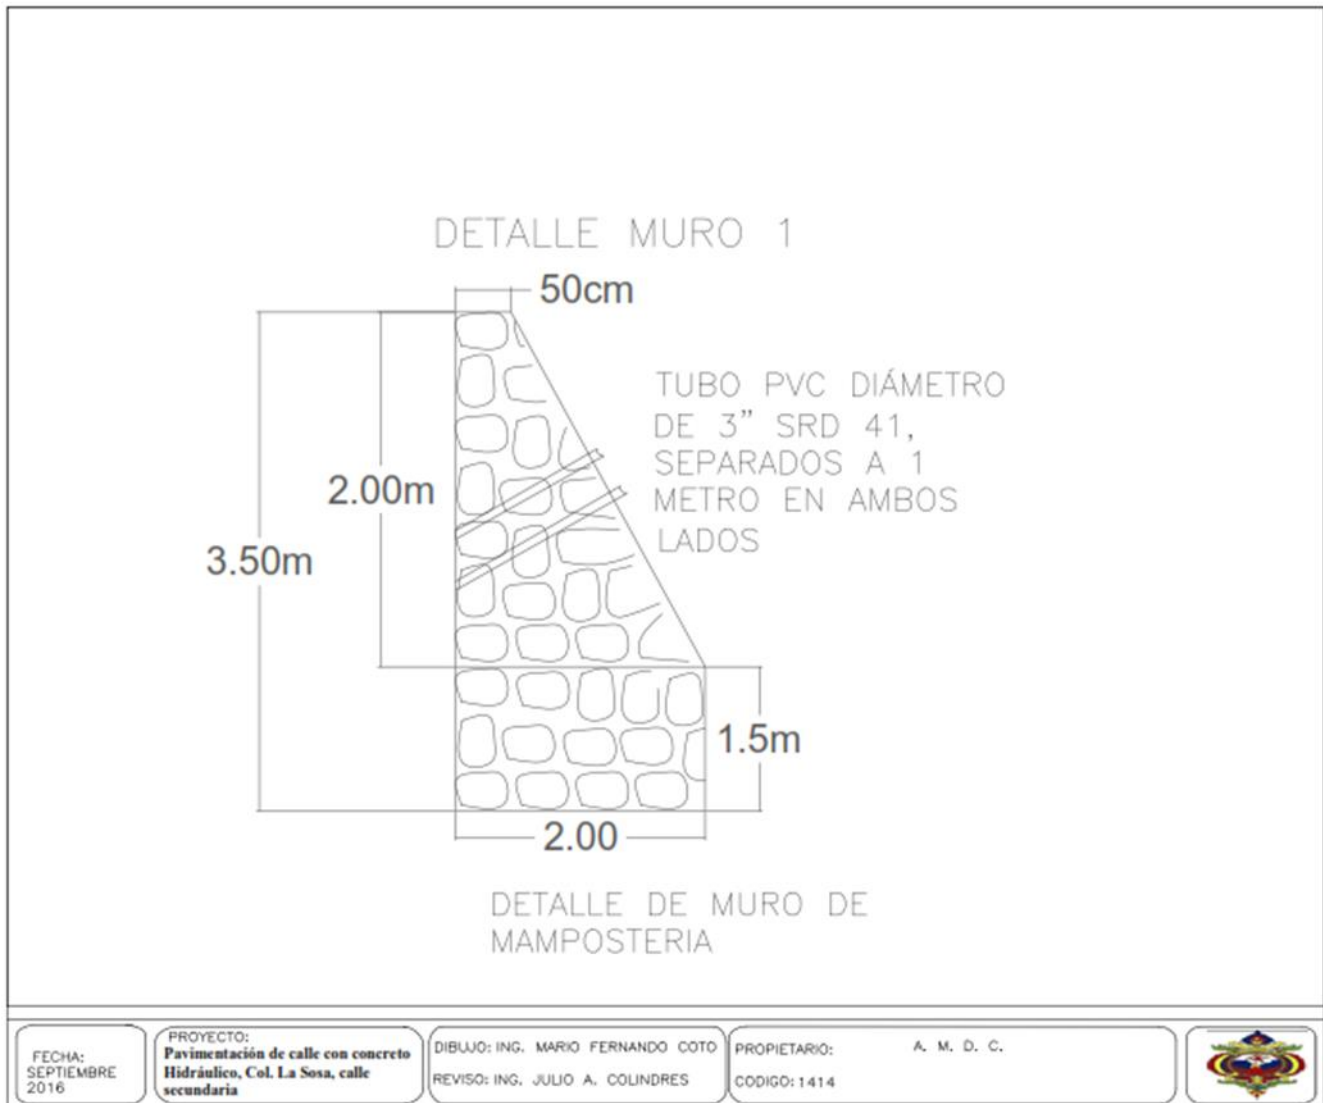 DETALLE MURO 1
50cm
TUBO PVC DIÁMETRO
DE 3” SRD 41,
SEPARADOS A 1
METRO EN AMBOS
LADOS
2.00m
3.50m
1.5m
2.00
DETALLE DE MURO DE
MAMPOSTERIA
FECHA:
SEPTIEMBRE
2016
PROYECTO:
Pavimentación de calle con concreto
Hidráulico, Col. La Sosa, calle
secundaria
DIBUJO: ING. MARIO FERNANDO COTO
REVISO: ING. JULIO A. COLINDRES
PROPIETARIO: A. M. D. C.
CODIGO: 1414